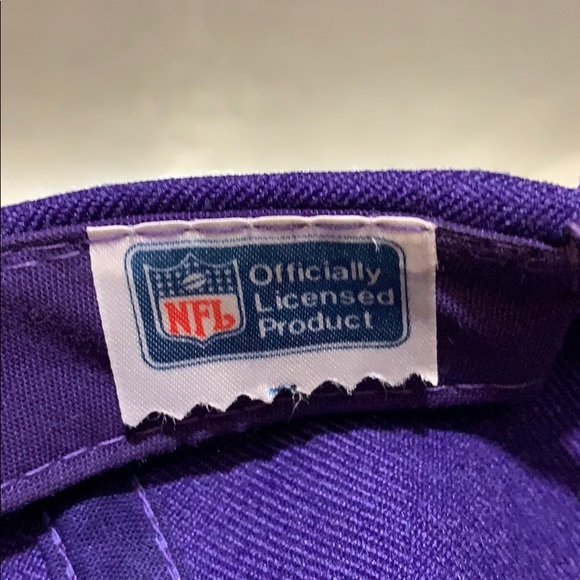 NFL
Officially
Licensed
Product